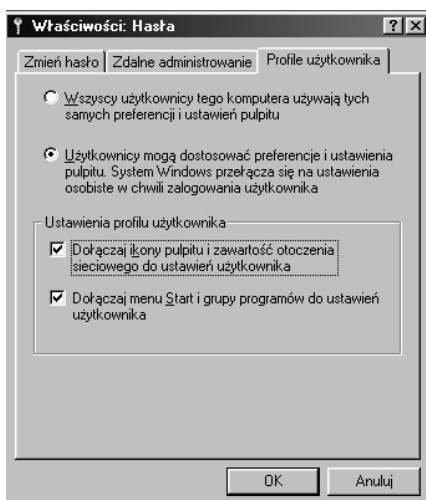 Właściwości: Hasła
Zmień hasło Zdalne administrowanie Profile użytkownika
Wszyscy użytkownicy tego komputera używają tych
samych preferencji i ustawień pulpitu
Użytkownicy mogą dostosować preferencje i ustawienia
pulpitu. System Windows przełącza się na ustawienia
osobiste w chwili zalogowania użytkownika
Ustawienia profilu użytkownika
Dołączaj ikony pulpitu i zawartość otoczenia
sieciowego do ustawień użytkownika
Dołączaj menu Start i grupy programów do ustawień
użytkownika
OK Anuluj